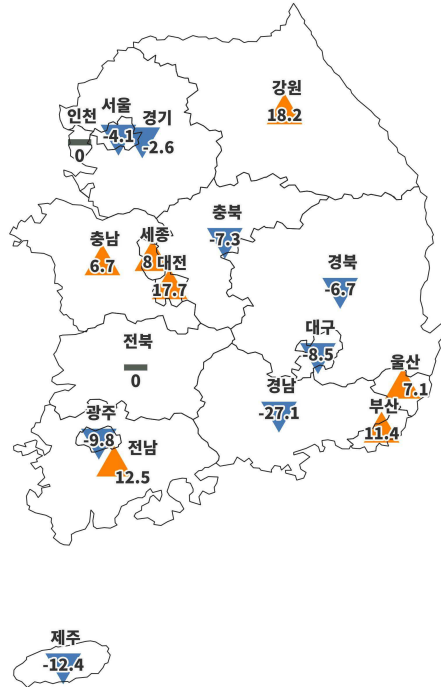 강원
18.2
서울
-4.1
경기
-2.6
인천
0
충북
-7.3
세종
8
충남
6.7
대전
17.7
경북
-6.7
대구
-8.5
전북
0
울산
7.1
경남
-27.1
부산
11.4
광주
-9.8
전남
12.5
제주
-12.4